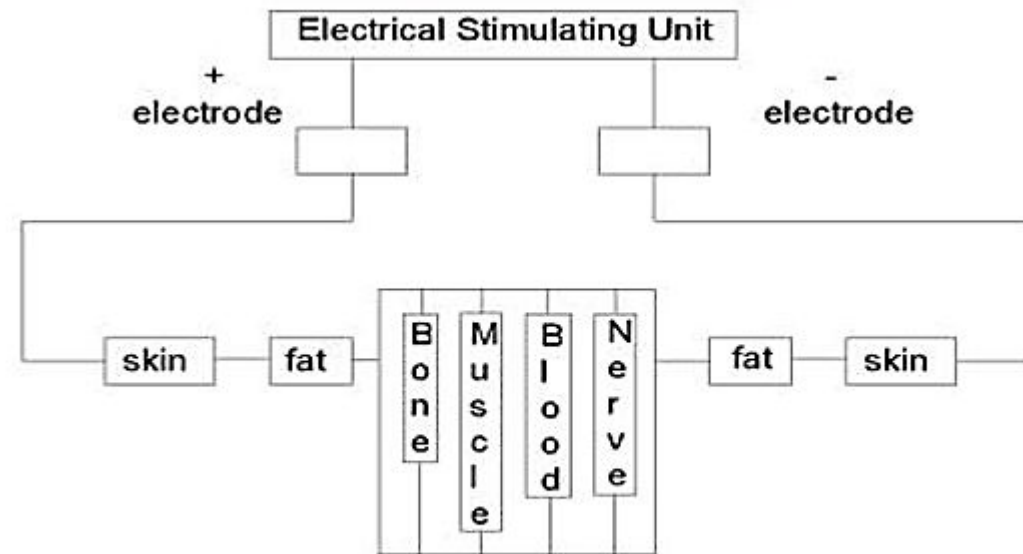 Electrical Stimulating Unit
+
electrode
-
electrode
skin
fat
Bone
Muscle
Blood
Nerve
fat
skin